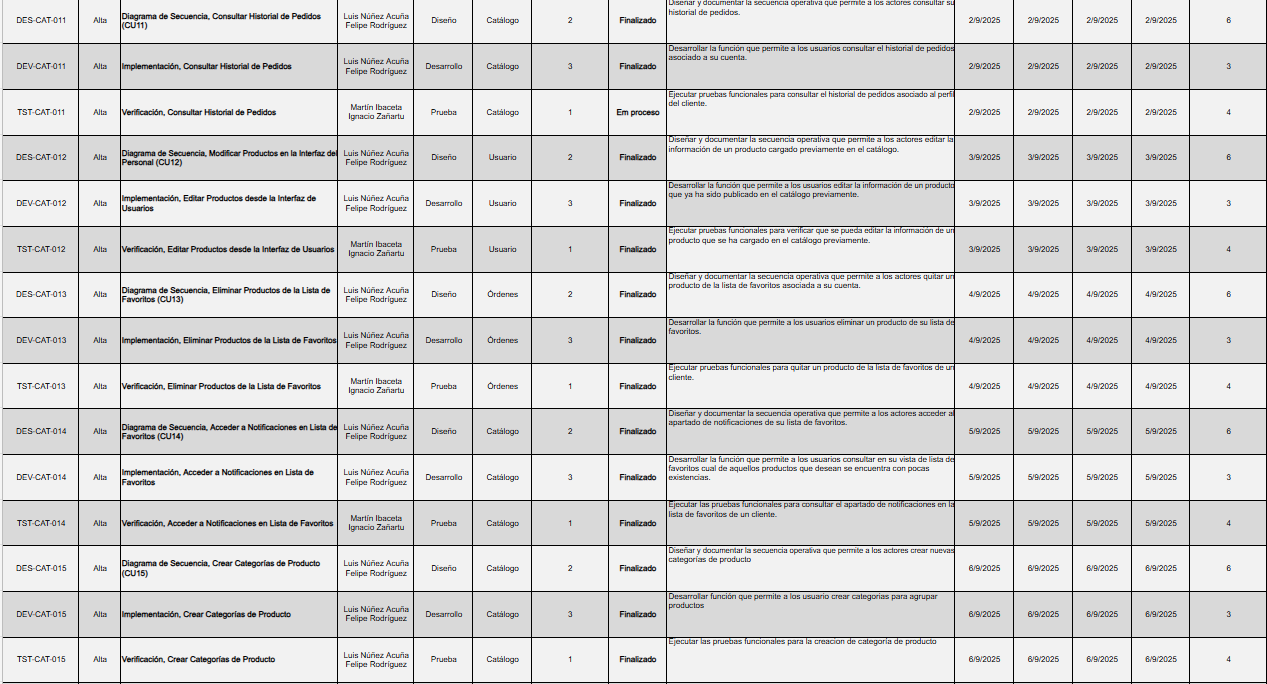 Diseñar y documentar la secuencia operativa que permite a los actores consultar su
DES-CAT-011 Alta Diagrama de Secuencia, Consultar Historial de Pedidos Luis Núñez Acuña Diseño Catálogo 2 Finalizado historial de pedidos. 2/9/2025 2/9/2025 2/9/2025 2/9/2025 6
(CU11) Felipe Rodríguez
Desarrollar la función que permite a los usuarios consultar el historial de pedidos
DEV-CAT-011 Alta Implementación, Consultar Historial de Pedidos Luis Núñez Acuña Desarrollo Catálogo 3 Finalizado asociado a su cuenta. 2/9/2025 2/9/2025 2/9/2025 2/9/2025 3
Felipe Rodríguez
Ejecutar pruebas funcionales para consultar el historial de pedidos asociado al perfil
TST-CAT-011 Alta Verificación, Consultar Historial de Pedidos Martín Ibaceta Prueba Catálogo 1 Em proceso del cliente. 2/9/2025 2/9/2025 2/9/2025 2/9/2025 4
Ignacio Zañartu
Diseñar y documentar la secuencia operativa que permite a los actores editar la
DES-CAT-012 Alta Diagrama de Secuencia, Modificar Productos en la Interfaz del Luis Núñez Acuña Diseño Usuario 2 Finalizado información de un producto cargado previamente en el catálogo. 3/9/2025 3/9/2025 3/9/2025 3/9/2025 6
Personal (CU12) Felipe Rodríguez
Desarrollar la función que permite a los usuarios editar la información de un producto
DEV-CAT-012 Alta Implementación, Editar Productos desde la Interfaz de Luis Núñez Acuña Desarrollo Usuario 3 Finalizado que ya ha sido publicado en el catálogo previamente. 3/9/2025 3/9/2025 3/9/2025 3/9/2025 3
Usuarios Felipe Rodríguez
Ejecutar pruebas funcionales para verificar que se pueda editar la información de un
TST-CAT-012 Alta Verificación, Editar Productos desde la Interfaz de Usuarios Martín Ibaceta Prueba Usuario 1 Finalizado producto que se ha cargado en el catálogo previamente. 3/9/2025 3/9/2025 3/9/2025 3/9/2025 4
Ignacio Zañartu
Diseñar y documentar la secuencia operativa que permite a los actores quitar un
DES-CAT-013 Alta Diagrama de Secuencia, Eliminar Productos de la Lista de Luis Núñez Acuña Diseño Órdenes 2 Finalizado producto de la lista de favoritos asociada a su cuenta. 4/9/2025 4/9/2025 4/9/2025 4/9/2025 6
Favoritos (CU13) Felipe Rodríguez
Desarrollar la función que permite a los usuarios eliminar un producto de su lista de
DEV-CAT-013 Alta Implementación, Eliminar Productos de la Lista de Favoritos Luis Núñez Acuña Desarrollo Órdenes 3 Finalizado favoritos. 4/9/2025 4/9/2025 4/9/2025 4/9/2025 3
Felipe Rodríguez
Ejecutar pruebas funcionales para quitar un producto de la lista de favoritos de un
TST-CAT-013 Alta Verificación, Eliminar Productos de la Lista de Favoritos Martín Ibaceta Prueba Órdenes 1 Finalizado cliente. 4/9/2025 4/9/2025 4/9/2025 4/9/2025 4
Ignacio Zañartu
Diseñar y documentar la secuencia operativa que permite a los actores acceder al
DES-CAT-014 Alta Diagrama de Secuencia, Acceder a Notificaciones en Lista de Luis Núñez Acuña Diseño Catálogo 2 Finalizado apartado de notificaciones de su lista de favoritos. 5/9/2025 5/9/2025 5/9/2025 5/9/2025 6
Favoritos (CU14) Felipe Rodríguez
Desarrollar la función que permite a los usuarios consultar en su vista de lista de
DEV-CAT-014 Alta Implementación, Acceder a Notificaciones en Lista de Luis Núñez Acuña Desarrollo Catálogo 3 Finalizado favoritos cual de aquellos productos que desean se encuentra con pocas 5/9/2025 5/9/2025 5/9/2025 5/9/2025 3
Favoritos Felipe Rodríguez existencias.
Ejecutar las pruebas funcionales para consultar el apartado de notificaciones en la
TST-CAT-014 Alta Verificación, Acceder a Notificaciones en Lista de Favoritos Martín Ibaceta Prueba Catálogo 1 Finalizado lista de favoritos de un cliente. 5/9/2025 5/9/2025 5/9/2025 5/9/2025 4
Ignacio Zañartu
Diseñar y documentar la secuencia operativa que permite a los actores crear nuevas
DES-CAT-015 Alta Diagrama de Secuencia, Crear Categorías de Producto Luis Núñez Acuña Diseño Catálogo 2 Finalizado categorías de producto 6/9/2025 6/9/2025 6/9/2025 6/9/2025 6
(CU15) Felipe Rodríguez
Desarrollar función que permite a los usuario crear categorias para agrupar
DEV-CAT-015 Alta Implementación, Crear Categorías de Producto Luis Núñez Acuña Desarrollo Catálogo 3 Finalizado productos 6/9/2025 6/9/2025 6/9/2025 6/9/2025 3
Felipe Rodríguez
Ejecutar las pruebas funcionales para la creacion de categoría de producto
TST-CAT-015 Alta Verificación, Crear Categorías de Producto Luis Núñez Acuña Prueba Catálogo 1 Finalizado 6/9/2025 6/9/2025 6/9/2025 6/9/2025 4
Felipe Rodríguez